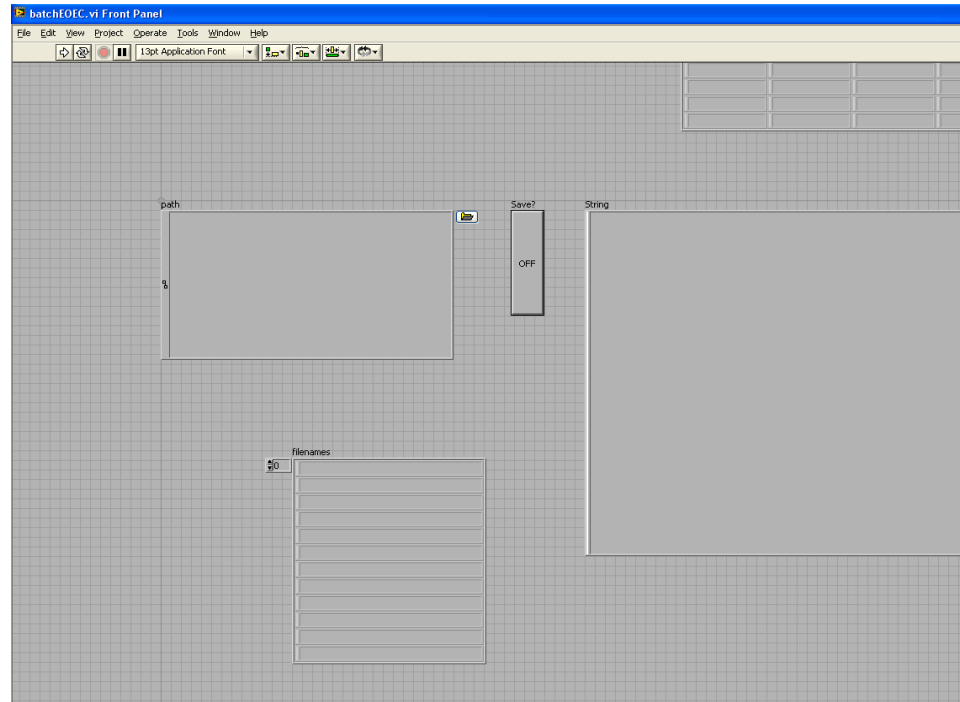 batchEOEC.vi Front Panel
File Edit View Project Operate Tools Window Help
13pt Application Font
path
Save?
String
OFF
filenames
0